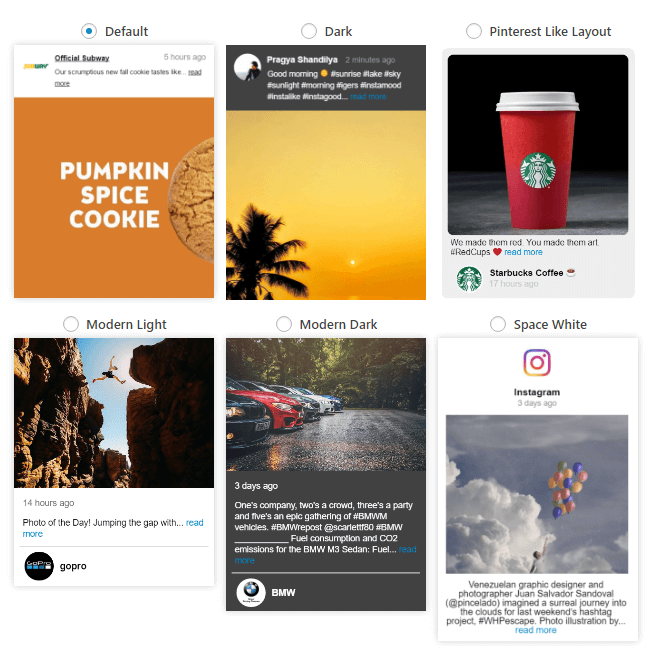 Default
Dark
Pinterest Like Layout
SUBWAY
Official Subway
5 hours ago
Our scrumptious new fall cookie tastes like... read
more
PUMPKIN
SPICE
COOKIE
Pragya Shandilya 2 minutes ago
Good morning 🌞 #sunrise #lake #sky
#sunlight #morning #igers #instamood
#instalike #instagood... read more
We made them red. You made them art.
#RedCups ❤️ read more
Starbucks Coffee ☕
17 hours ago
Modern Light
Modern Dark
Space White
14 hours ago
Photo of the Day! Jumping the gap with... read
more
GoPro
gopro
3 days ago
One's company, two's a crowd, three's a party
and five's an epic gathering of #BMWM
vehicles. #BMWrepost @scarlettf80 #BMW
___________ Fuel consumption and CO2
emissions for the BMW M3 Sedan: Fuel... read
more
BMW
Instagram
3 days ago
Venezuelan graphic designer and
photographer Juan Salvador Sandoval
(@pincelado) imagined a surreal journey into
the clouds for last weekend's hashtag
project, #WHPescape. Photo illustration by...
read more